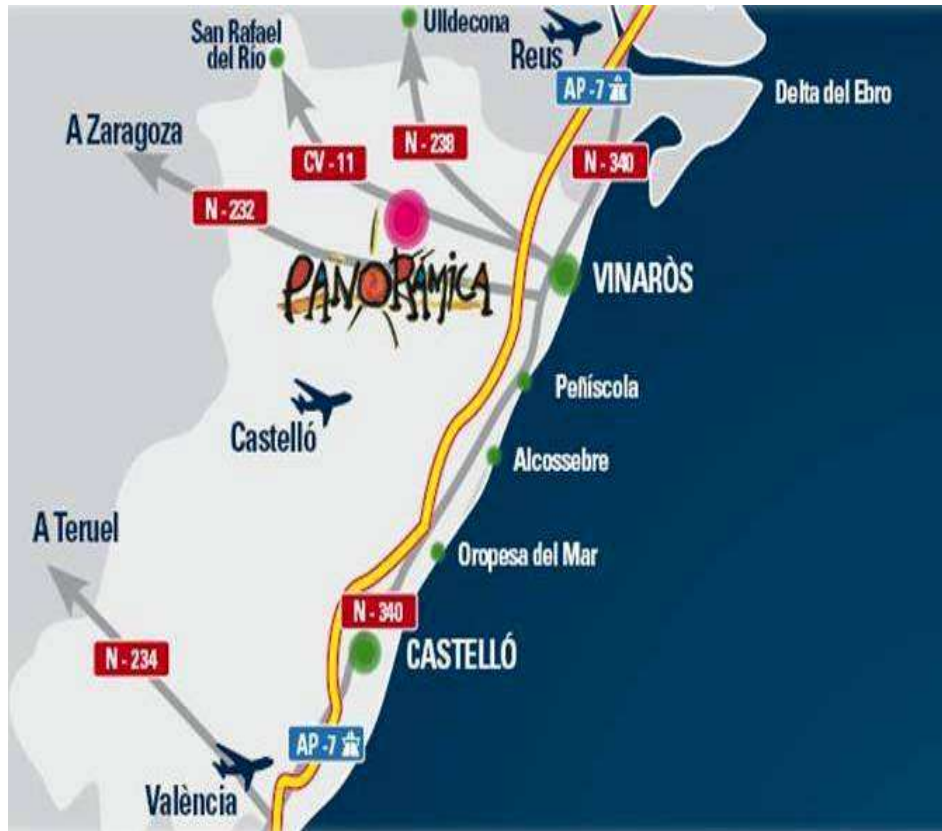 Ulldecona
San Rafael
del Río
Reus
AP -7
Delta del Ebro
A Zaragoza
CV - 11
N - 238
N - 340
N - 232
PANORÁMICA
VINARÒS
Peñíscola
Castelló
Alcossebre
A Teruel
Oropesa del Mar
N - 340
N - 234
CASTELLÓ
AP -7
València